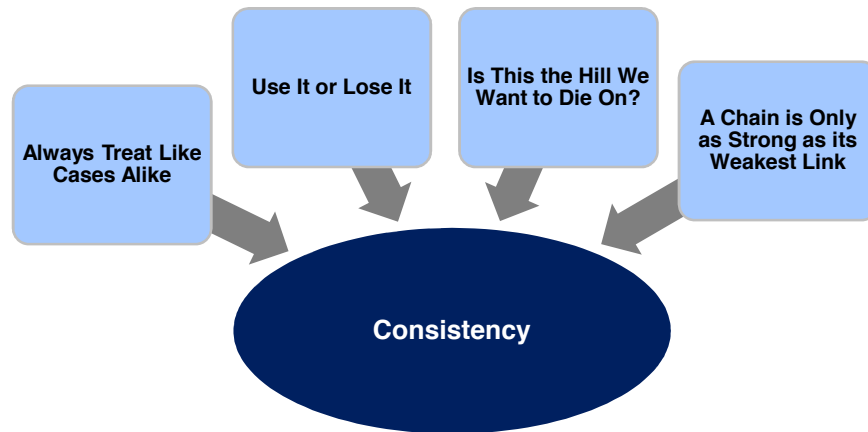 Always Treat Like
Cases Alike
Use It or Lose It
Is This the Hill We
Want to Die On?
A Chain is Only
as Strong as its
Weakest Link
Consistency